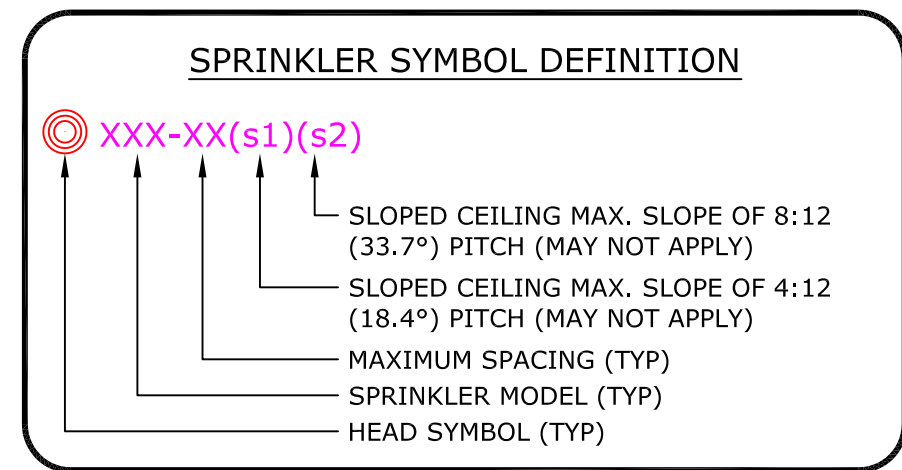 SPRINKLER SYMBOL DEFINITION
XXX-XX(s1)(s2)
SLOPED CEILING MAX. SLOPE OF 8:12
(33.7°) PITCH (MAY NOT APPLY)
SLOPED CEILING MAX. SLOPE OF 4:12
(18.4°) PITCH (MAY NOT APPLY)
MAXIMUM SPACING (TYP)
SPRINKLER MODEL (TYP)
HEAD SYMBOL (TYP)